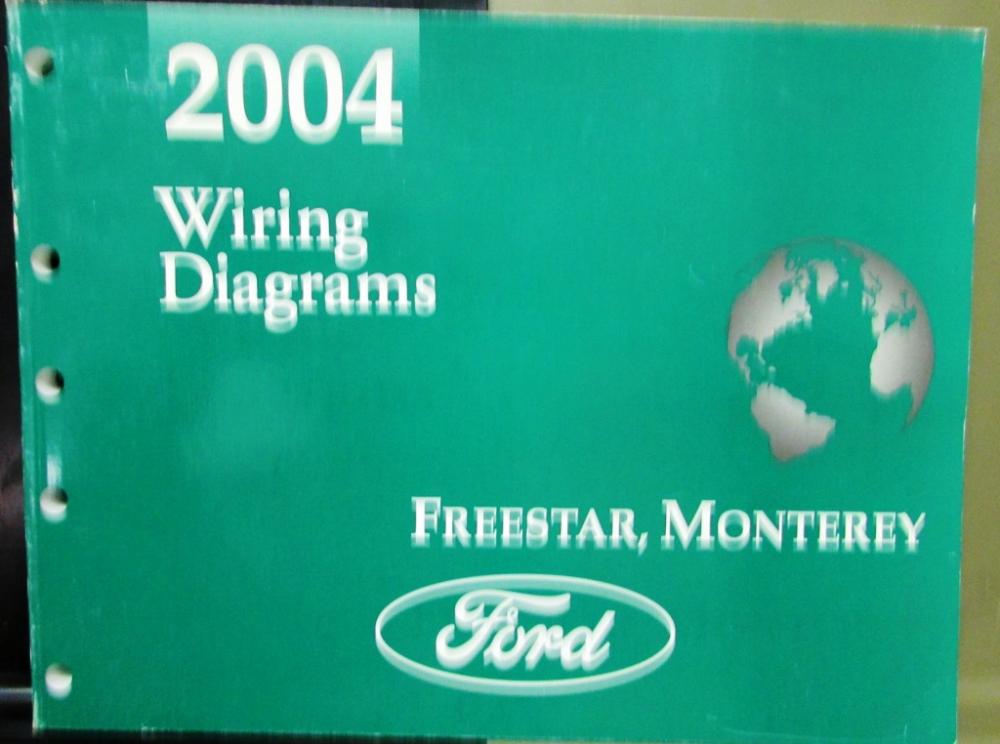 2004
Wiring
Diagrams
FREESTAR, MONTEREY
Ford